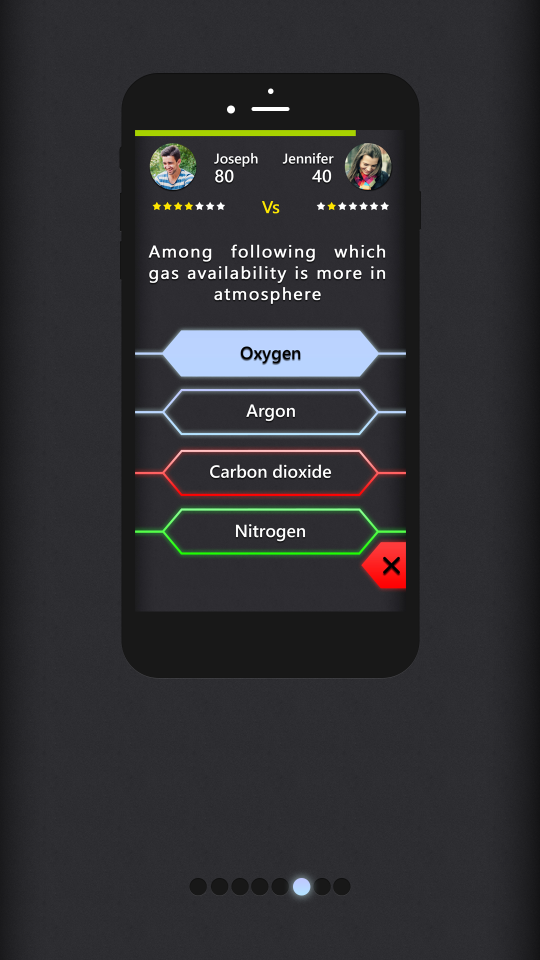 Joseph Jennifer
80 40
Vs
Among following which
gas availability is more in
atmosphere
Oxygen
Argon
Carbon dioxide
Nitrogen